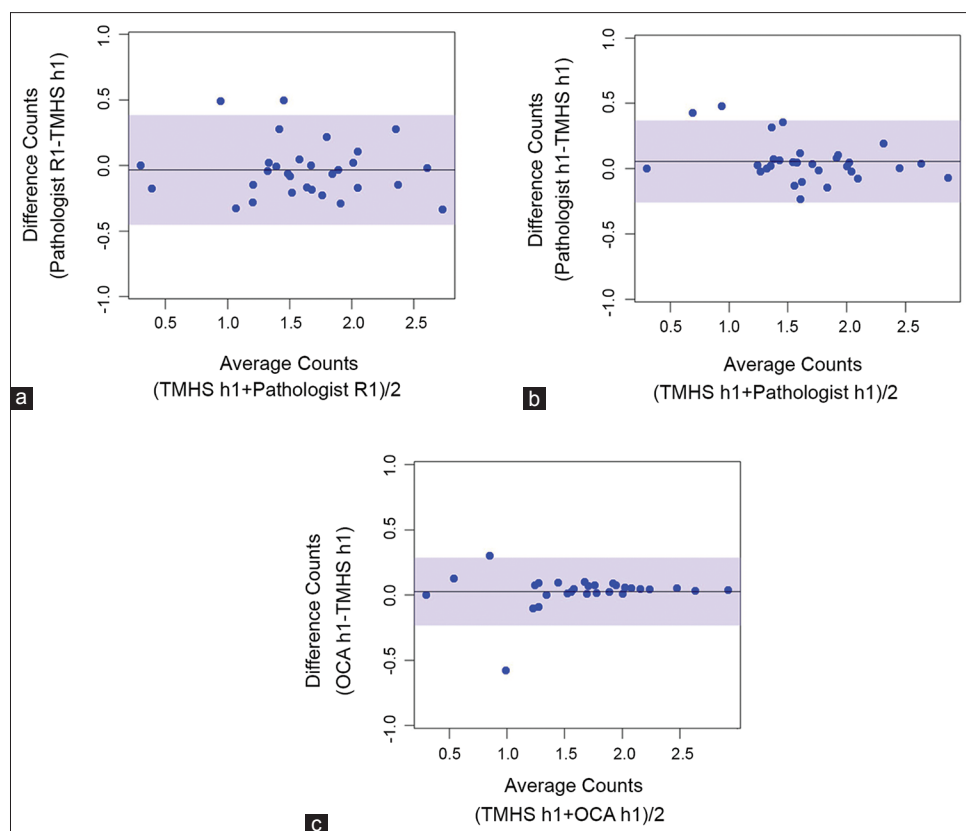 Difference Counts
(Pathologist R1-TMHS h1)
1.0
0.5
0.0
-0.5
-1.0
0.5 1.0 1.5 2.0 2.5
Average Counts
(TMHS h1+Pathologist R1)/2
a
Difference Counts
(Pathologist h1-TMHS h1)
1.0
0.5
0.0
-0.5
-1.0
0.5 1.0 1.5 2.0 2.5
Average Counts
(TMHS h1+Pathologist h1)/2
b
Difference Counts
(OCA h1-TMHS h1)
1.0
0.5
0.0
-0.5
-1.0
0.5 1.0 1.5 2.0 2.5
Average Counts
(TMHS h1+OCA h1)/2
c